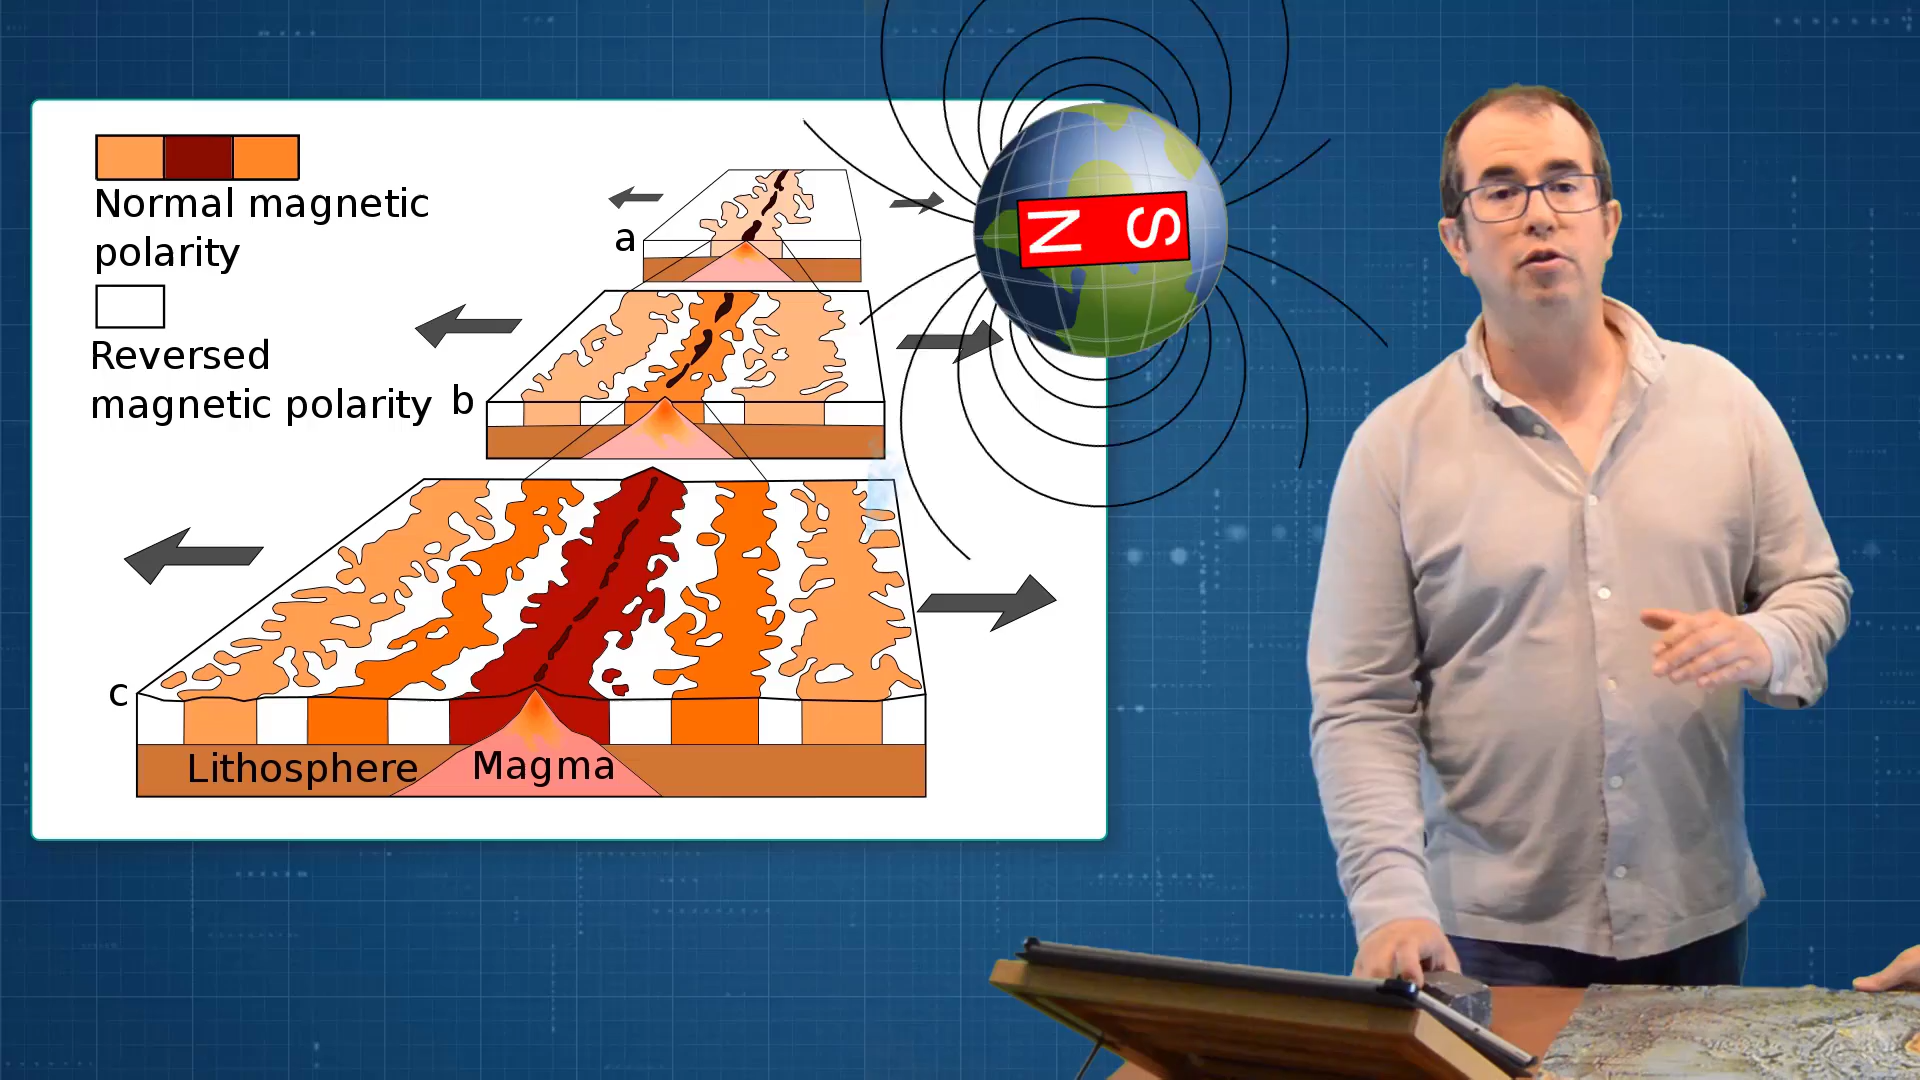 Normal magnetic
polarity
Reversed
magnetic polarity
a
b
c
Lithosphere
Magma
N
S